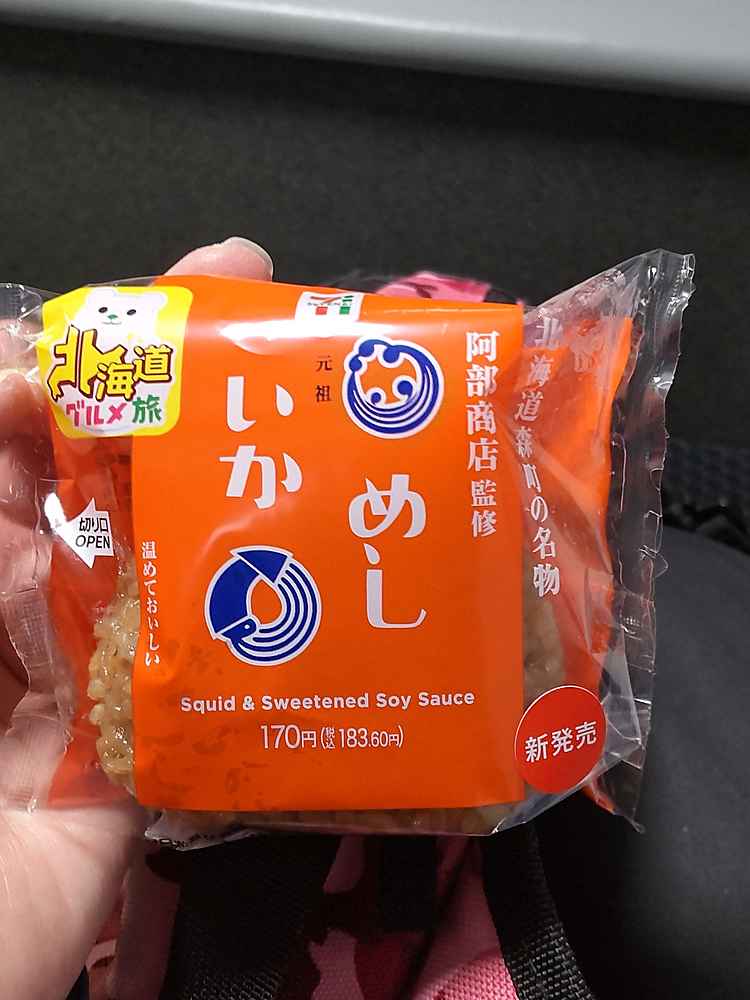 北海道
グルメ旅
元祖
いか
めし
阿部商店監修
北海道森町の名物
切り口
OPEN
温めておいしい
Squid & Sweetened Soy Sauce
170円(税込183.60円)
新発売